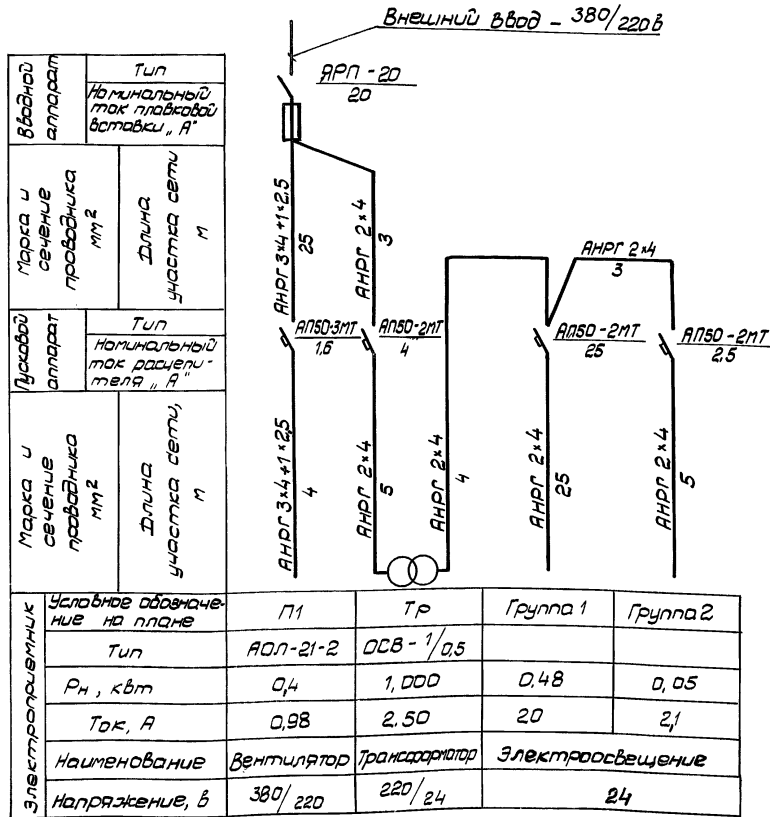 Внешний ввод - 380/220в
ЯРП-20
20
Вводной аппарат
Тип
Номинальный
ток плавковой
вставки „А"
Марка и
сечение
проводника
мм²
Длина
участка сети
м
АНРГ 3×4+1×2,5
25
АНРГ 2×4
3
АНРГ 2×4
3
Пусковой аппарат
Тип
Номинальный
ток расцепи-
теля „А"
АП50-3МТ
1,6
АП50-2МТ
4
АП50-2МТ
25
АП50-2МТ
2,5
Марка и
сечение
проводника
мм²
Длина
участка сети,
м
АНРГ 3×4+1×2,5
4
АНРГ 2×4
5
АНРГ 2×4
4
АНРГ 2×4
25
АНРГ 2×4
5
Электроприемник
Условное обозначе-
ние на плане
П1
Тр
Группа 1
Группа 2
Тип
АОЛ-21-2
ОСВ-1/0,5
Рн, квт
0,4
1,000
0,48
0,05
Ток, А
0,98
2,50
20
2,1
Наименование
Вентилятор
Трансформатор
Электроосвещение
Напряжение, в
380/220
220/24
24